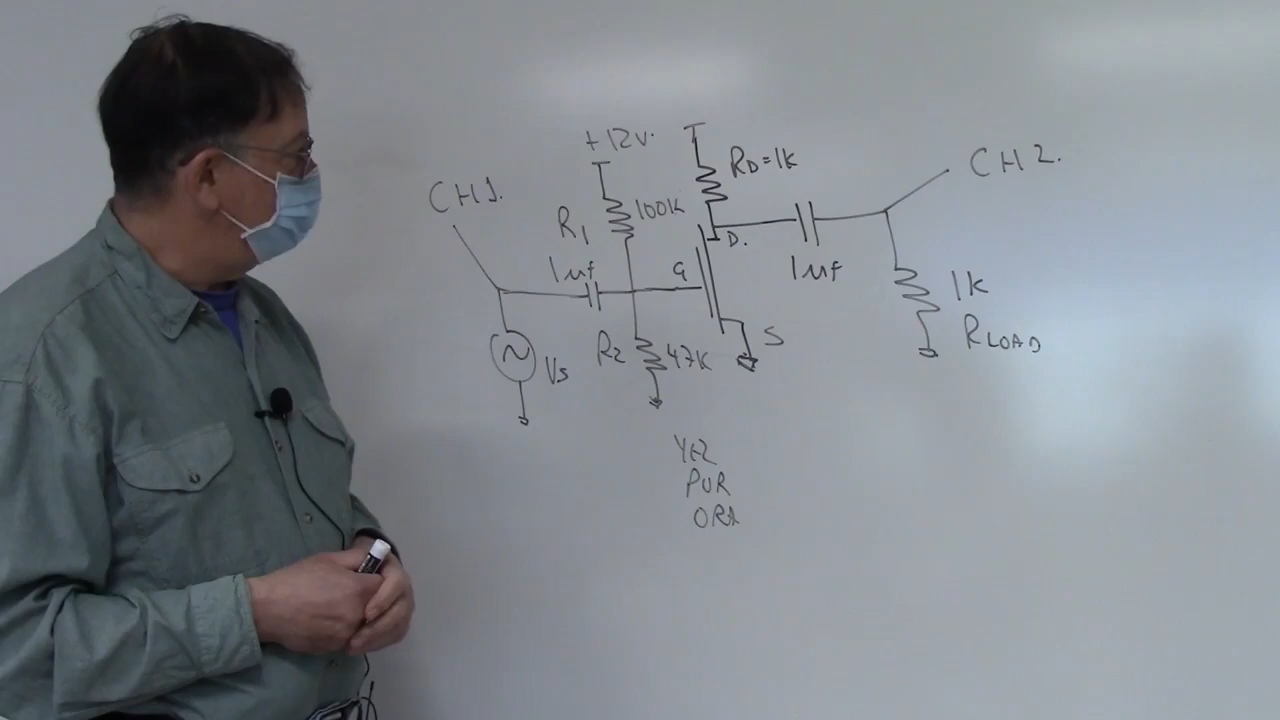 +12V.
RD=1K
CH2.
CH1.
R1
100K
1uf
G
D.
1uf
1K
RLOAD
S
R2
47K
Vs
YEL
PUR
ORA